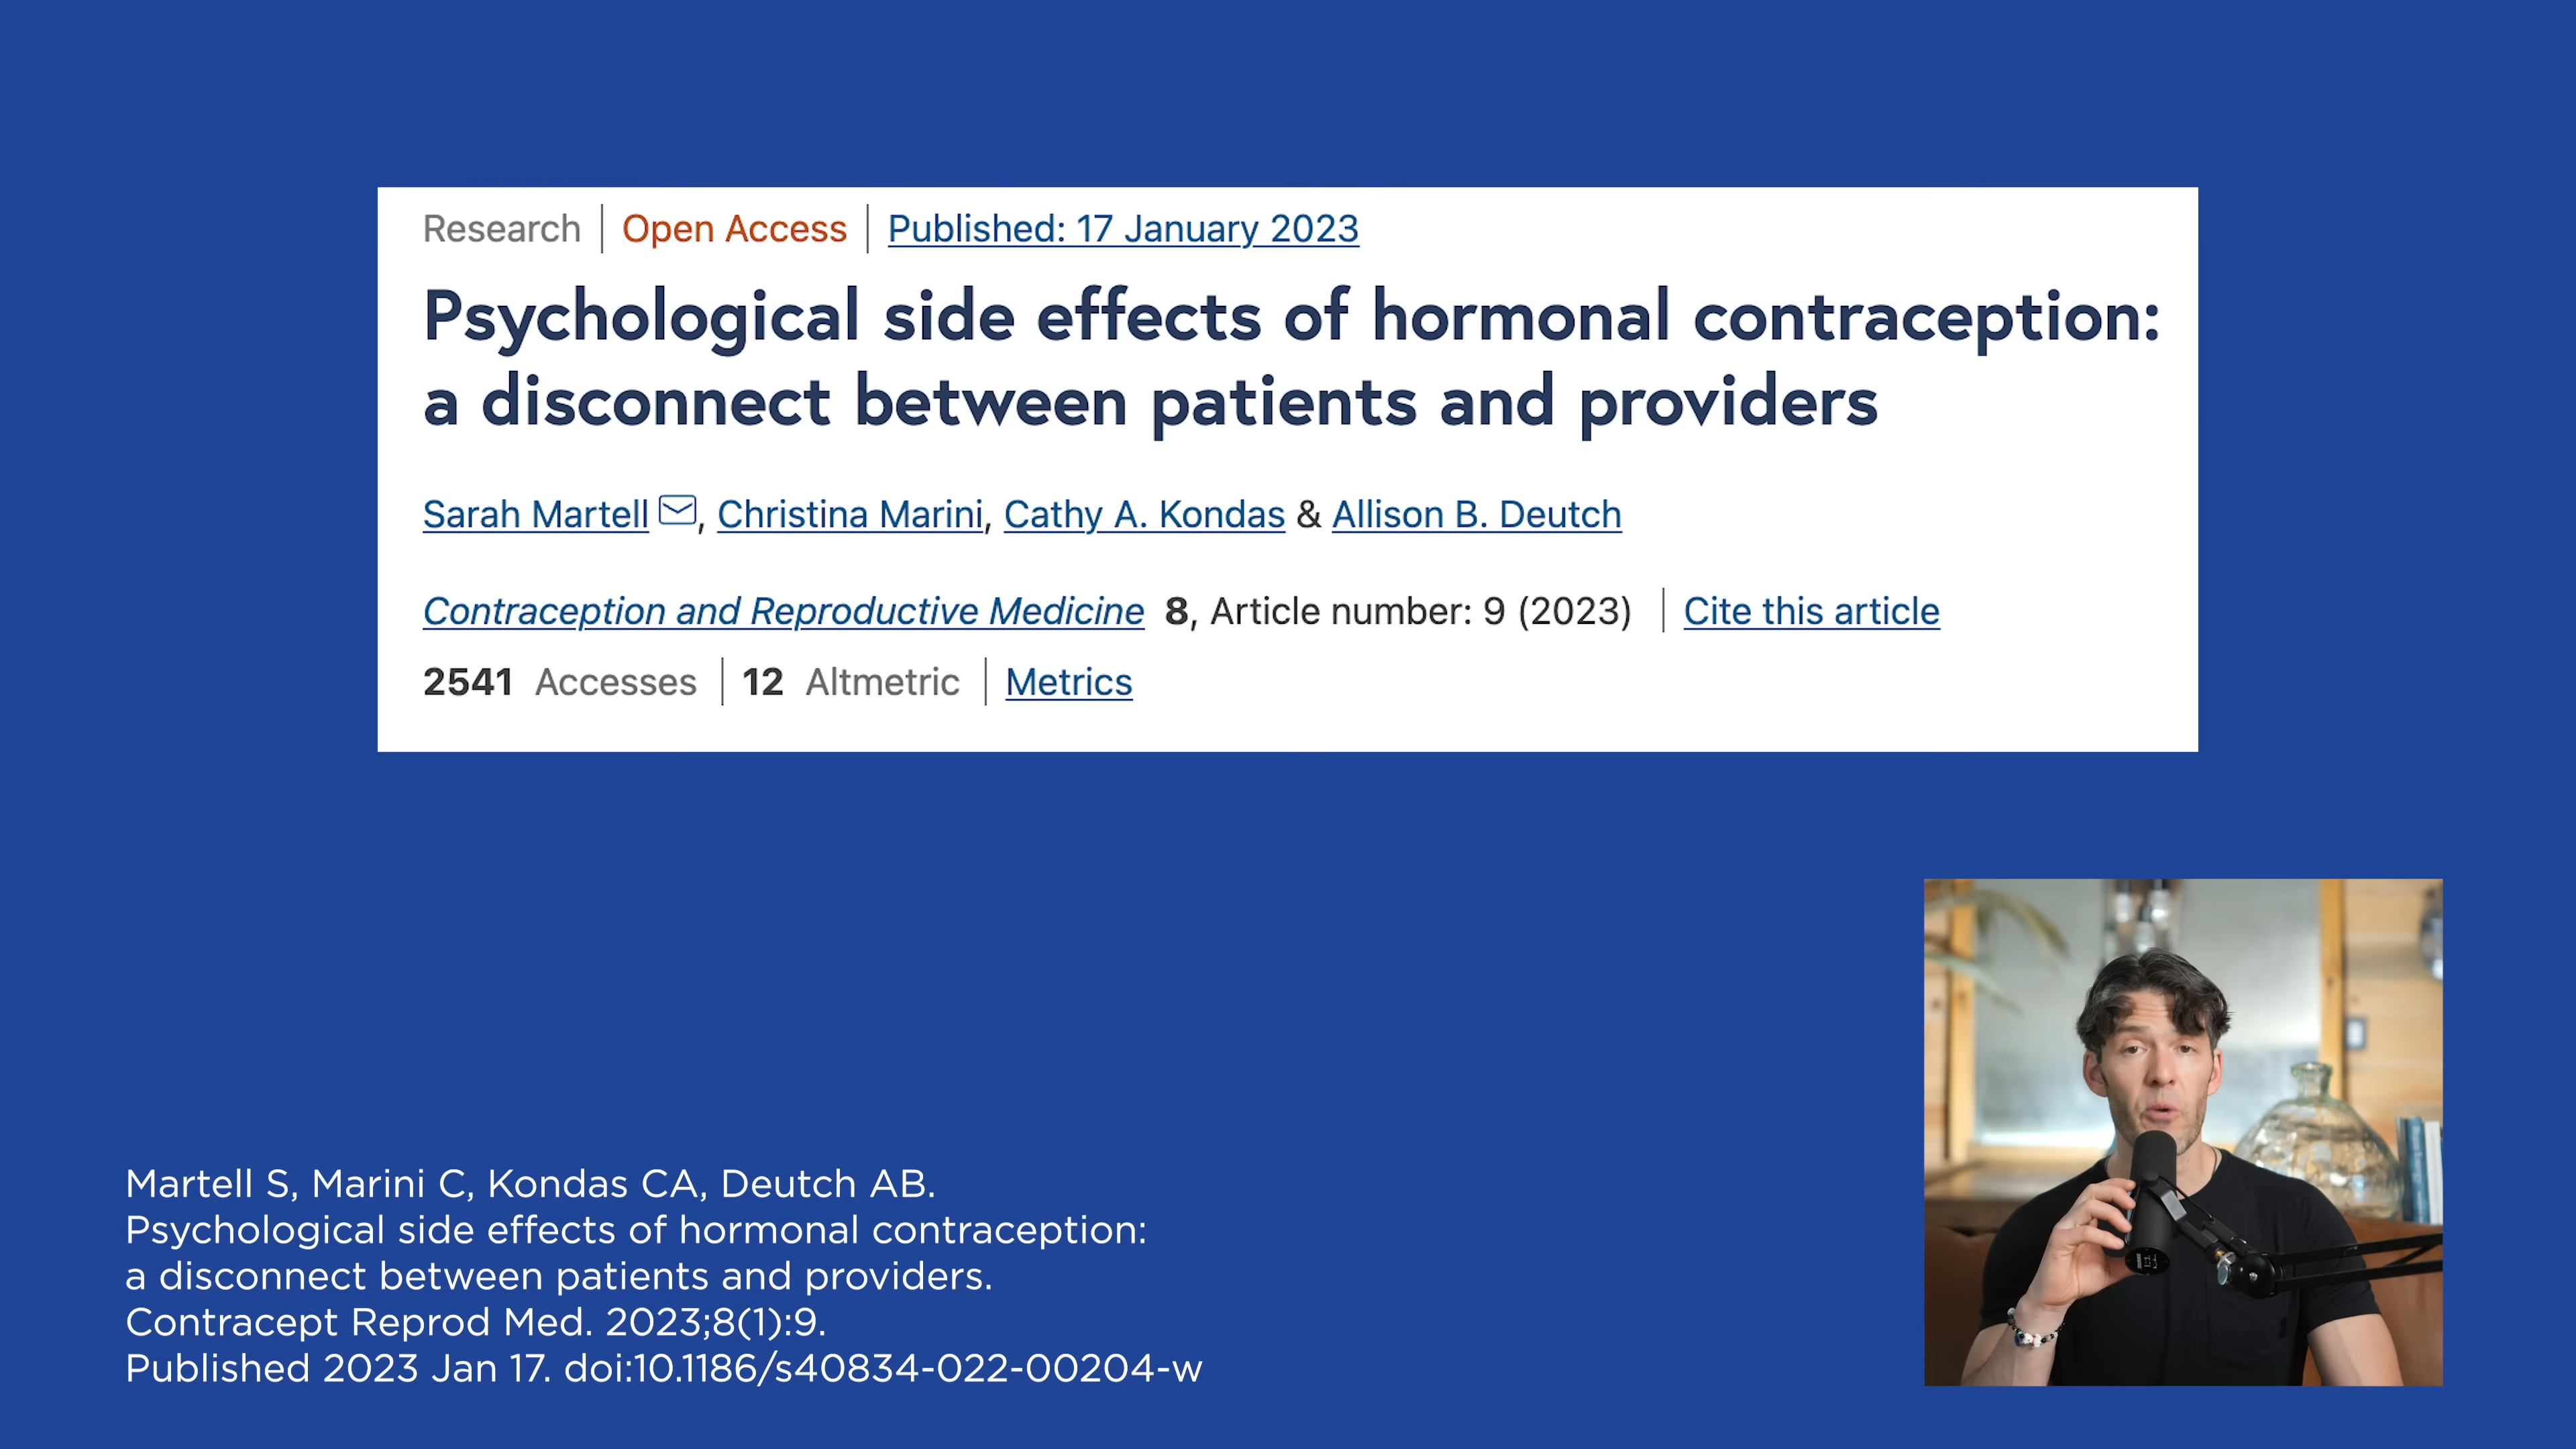 Research | Open Access | Published: 17 January 2023
Psychological side effects of hormonal contraception:
a disconnect between patients and providers
Sarah Martell, Christina Marini, Cathy A. Kondas & Allison B. Deutch
Contraception and Reproductive Medicine 8, Article number: 9 (2023) | Cite this article
2541 Accesses | 12 Altmetric | Metrics
Martell S, Marini C, Kondas CA, Deutch AB.
Psychological side effects of hormonal contraception:
a disconnect between patients and providers.
Contracept Reprod Med. 2023;8(1):9.
Published 2023 Jan 17. doi:10.1186/s40834-022-00204-w